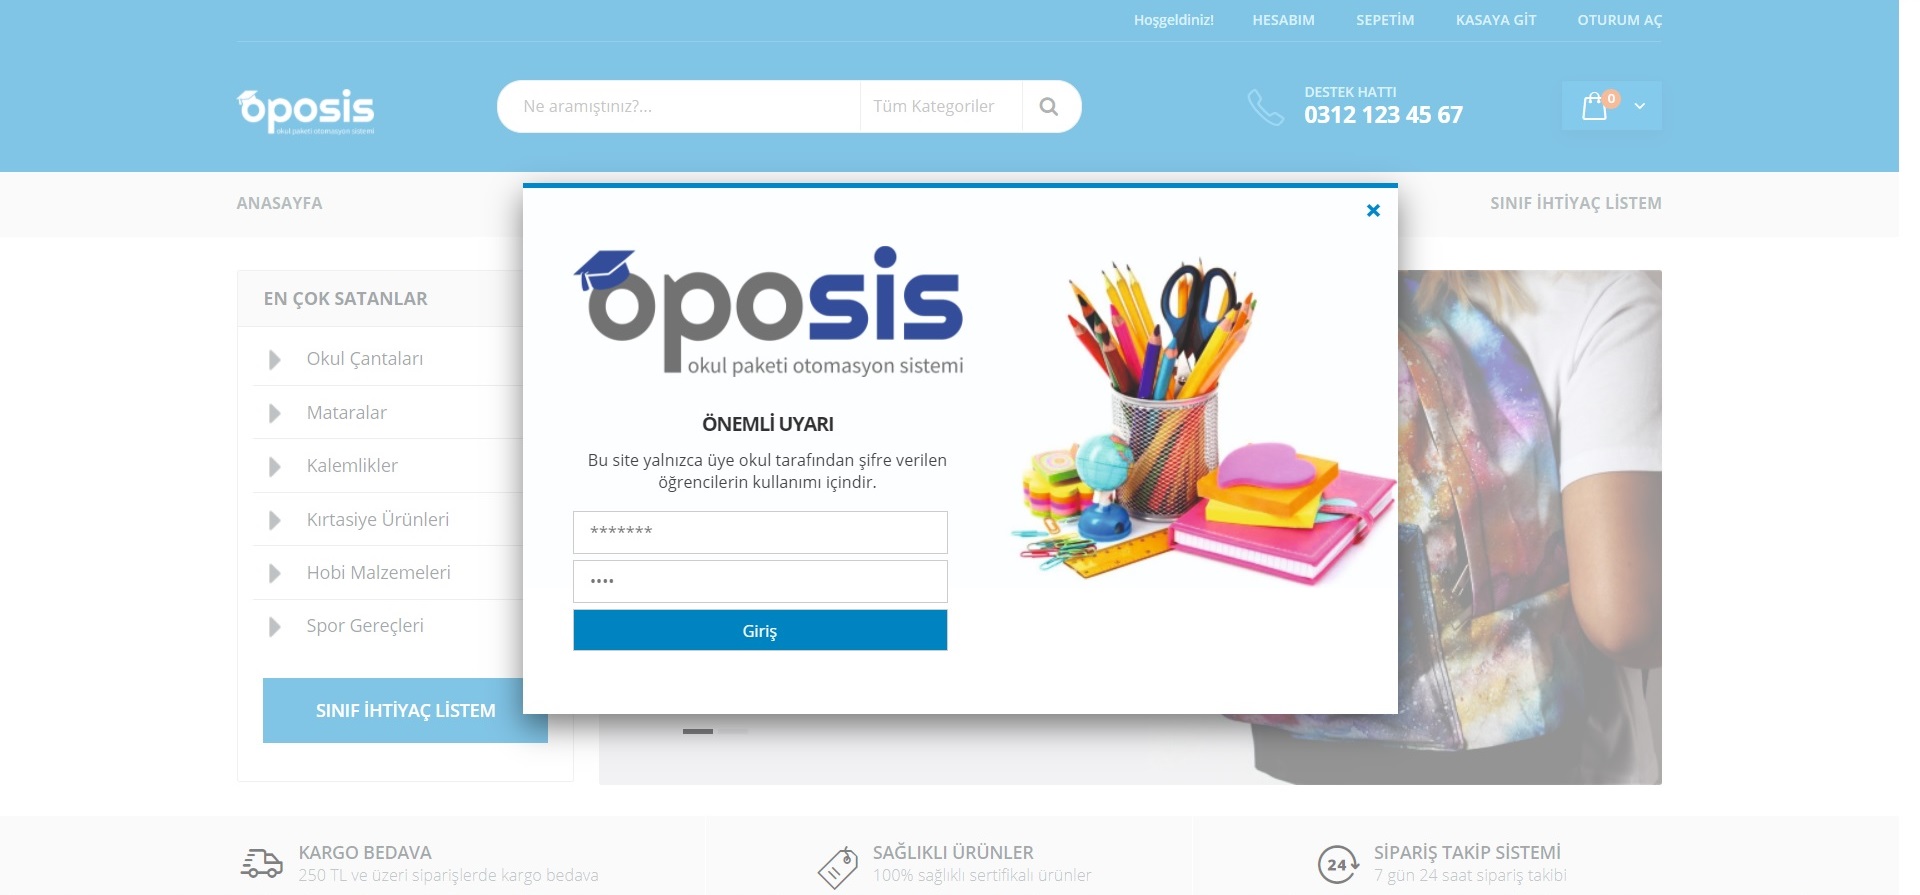 Hoşgeldiniz! HESABIM SEPETİM KASAYA GİT OTURUM AÇ
oposis
okul paketi otomasyon sistemi
Ne aramıştınız?... Tüm Kategoriler
DESTEK HATTI
0312 123 45 67
0
ANASAYFA
SINIF İHTİYAÇ LİSTEM
EN ÇOK SATANLAR
Okul Çantaları
Mataralar
Kalemlikler
Kırtasiye Ürünleri
Hobi Malzemeleri
Spor Gereçleri
SINIF İHTİYAÇ LİSTEM
oposis
okul paketi otomasyon sistemi
ÖNEMLİ UYARI
Bu site yalnızca üye okul tarafından şifre verilen
öğrencilerin kullanımı içindir.
*******
••••
Giriş
KARGO BEDAVA
250 TL ve üzeri siparişlerde kargo bedava
SAĞLIKLI ÜRÜNLER
100% sağlıklı sertifikalı ürünler
24
SİPARİŞ TAKİP SİSTEMİ
7 gün 24 saat sipariş takibi